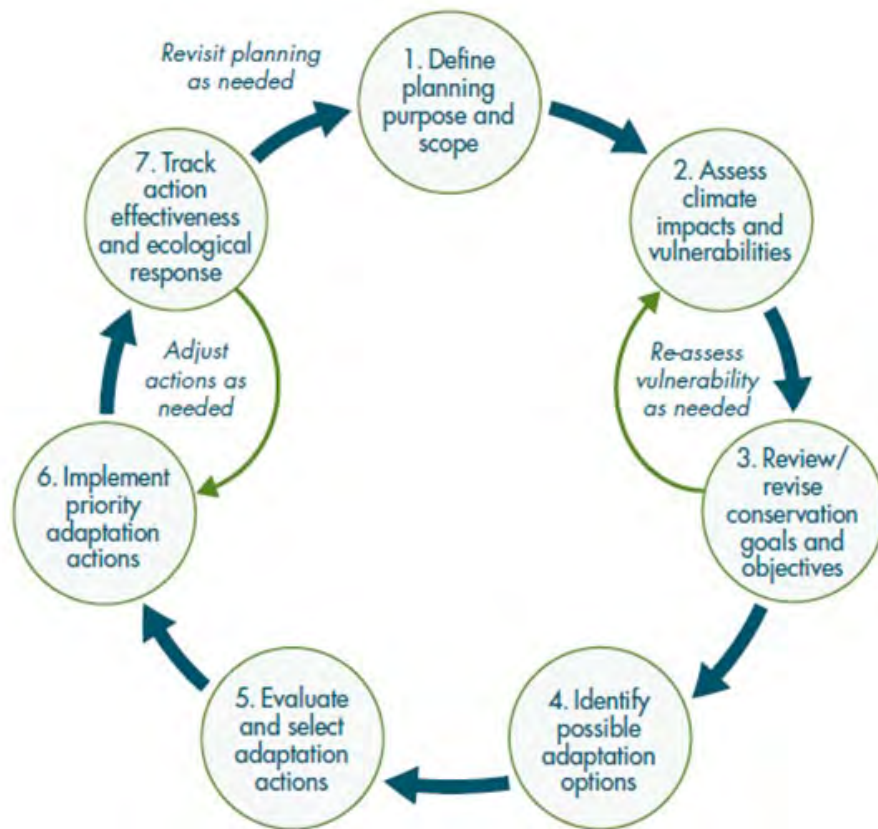 Revisit planning
as needed
1. Define
planning
purpose and
scope
2. Assess
climate
impacts and
vulnerabilities
Re-assess
vulnerability
as needed
3. Review/
revise
conservation
goals and
objectives
4. Identify
possible
adaptation
options
5. Evaluate
and select
adaptation
actions
6. Implement
priority
adaptation
actions
7. Track
action
effectiveness
and ecological
response
Adjust
actions as
needed